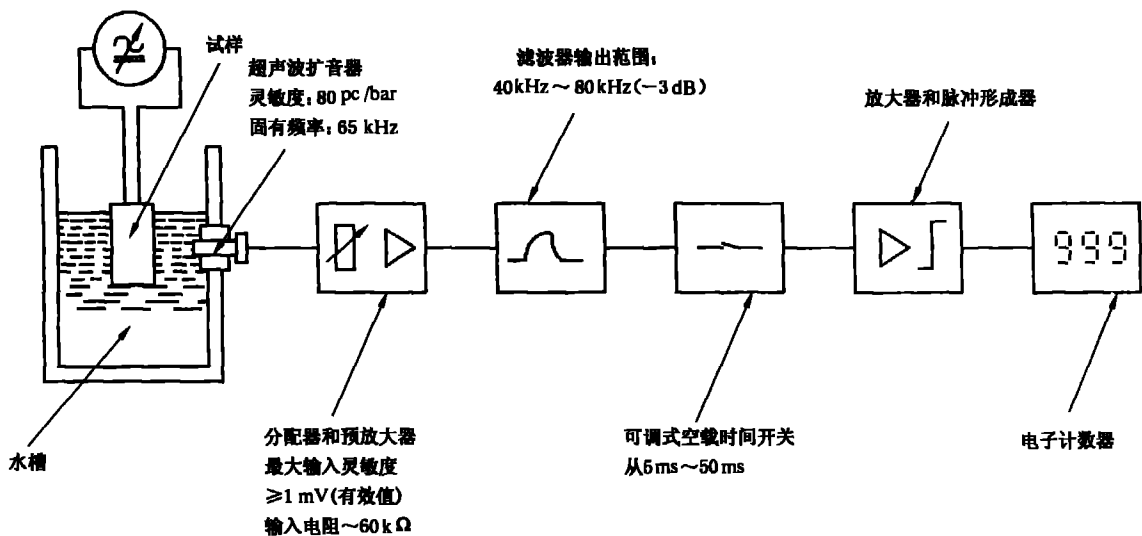 试样
超声波扩音器
灵敏度：80 pc/bar
固有频率：65 kHz
滤波器输出范围：
40kHz～80kHz(－3dB)
放大器和脉冲形成器
999
水槽
分配器和预放大器
最大输入灵敏度
≥1 mV(有效值)
输入电阻～60kΩ
可调式空载时间开关
从5ms～50ms
电子计数器